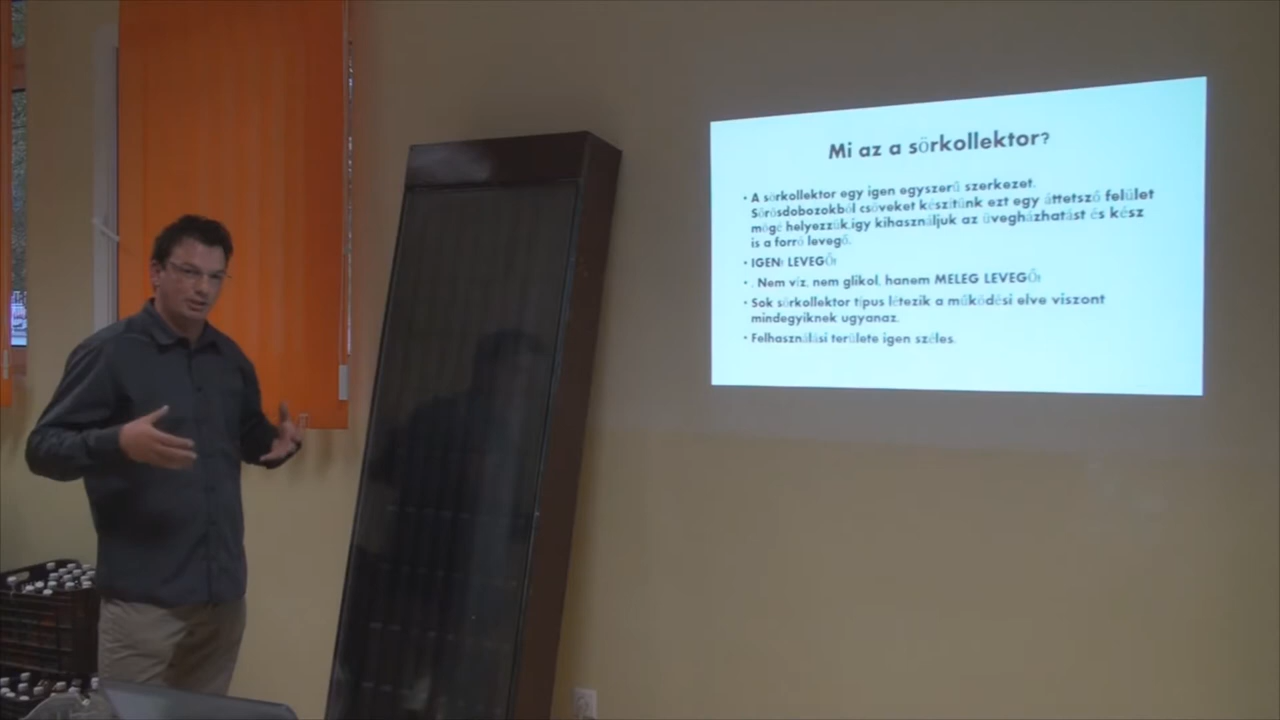 Mi az a sörkollektor?
• A sörkollektor egy igen egyszerű szerkezet.
Sörösdobozokból csöveket készítünk ezt egy áttetsző felület
mögé helyezzük,így kihasználjuk az üvegházhatást és kész
is a forró levegő.
• IGEN! LEVEGŐ!
• . Nem víz, nem glikol, hanem MELEG LEVEGŐ!
• Sok sörkollektor típus létezik a működési elve viszont
mindegyiknek ugyanaz.
• Felhasználási területe igen széles.